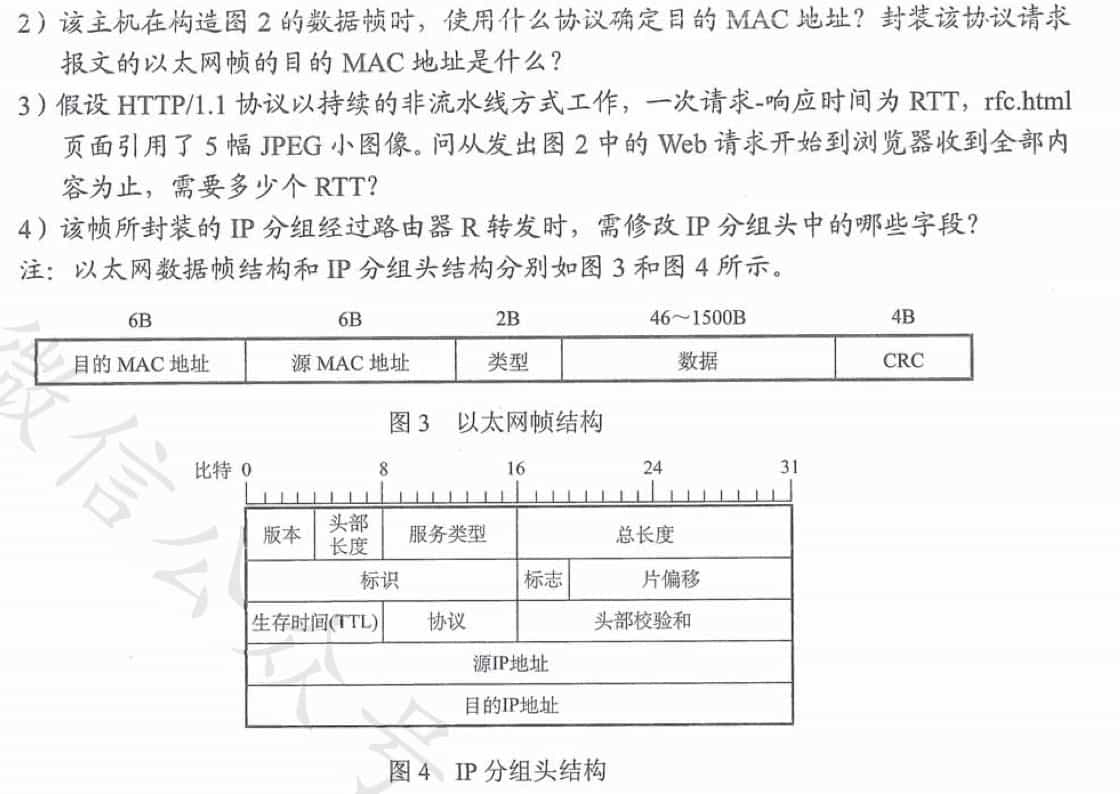 2）该主机在构造图 2 的数据帧时，使用什么协议确定目的 MAC 地址？封装该协议请求
报文的以太网帧的目的 MAC 地址是什么？
3）假设 HTTP/1.1 协议以持续的非流水线方式工作，一次请求-响应时间为 RTT，rfc.html
页面引用了 5 幅 JPEG 小图像。问从发出图 2 中的 Web 请求开始到浏览器收到全部内
容为止，需要多少个 RTT？
4）该帧所封装的 IP 分组经过路由器 R 转发时，需修改 IP 分组头中的哪些字段？
注：以太网数据帧结构和 IP 分组头结构分别如图 3 和图 4 所示。
6B 6B 2B 46～1500B 4B
目的 MAC 地址 源 MAC 地址 类型 数据 CRC
图 3 以太网帧结构
比特 0 8 16 24 31
版本 头部长度 服务类型 总长度
标识 标志 片偏移
生存时间(TTL) 协议 头部校验和
源IP地址
目的IP地址
图 4 IP 分组头结构
微信公众号